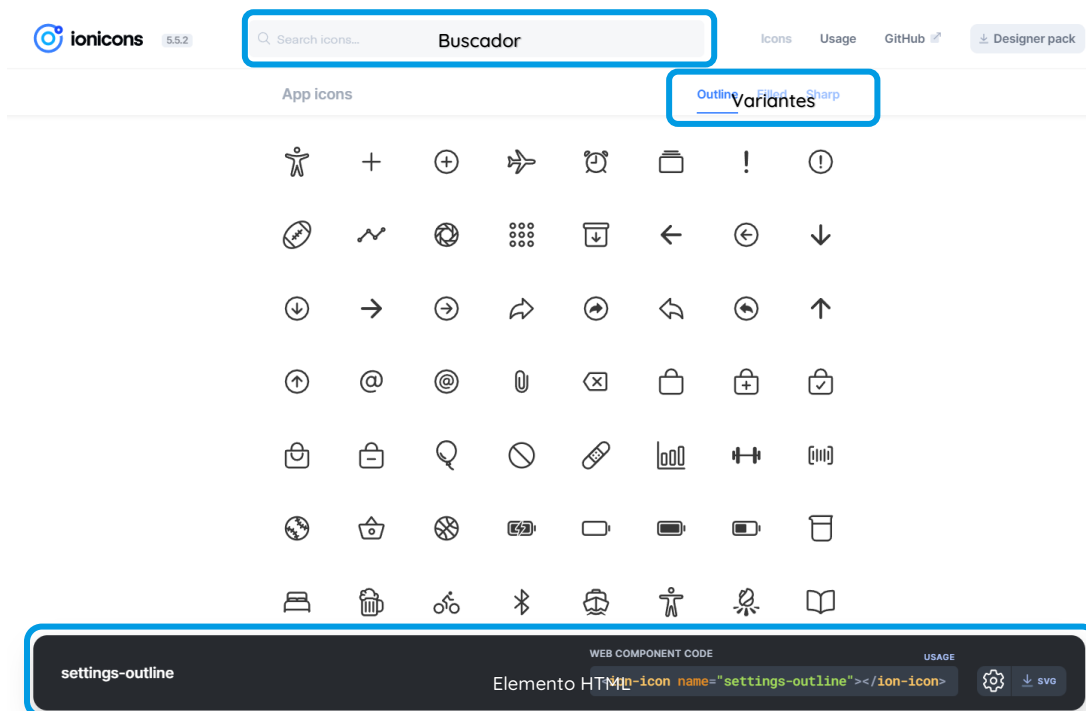 ionicons 5.5.2 Search icons... Buscador Icons Usage GitHub Designer pack
App icons Outline Filled Sharp
Variantes
WEB COMPONENT CODE
USAGE
settings-outline <ion-icon name="settings-outline"></ion-icon> SVG
Elemento HTML